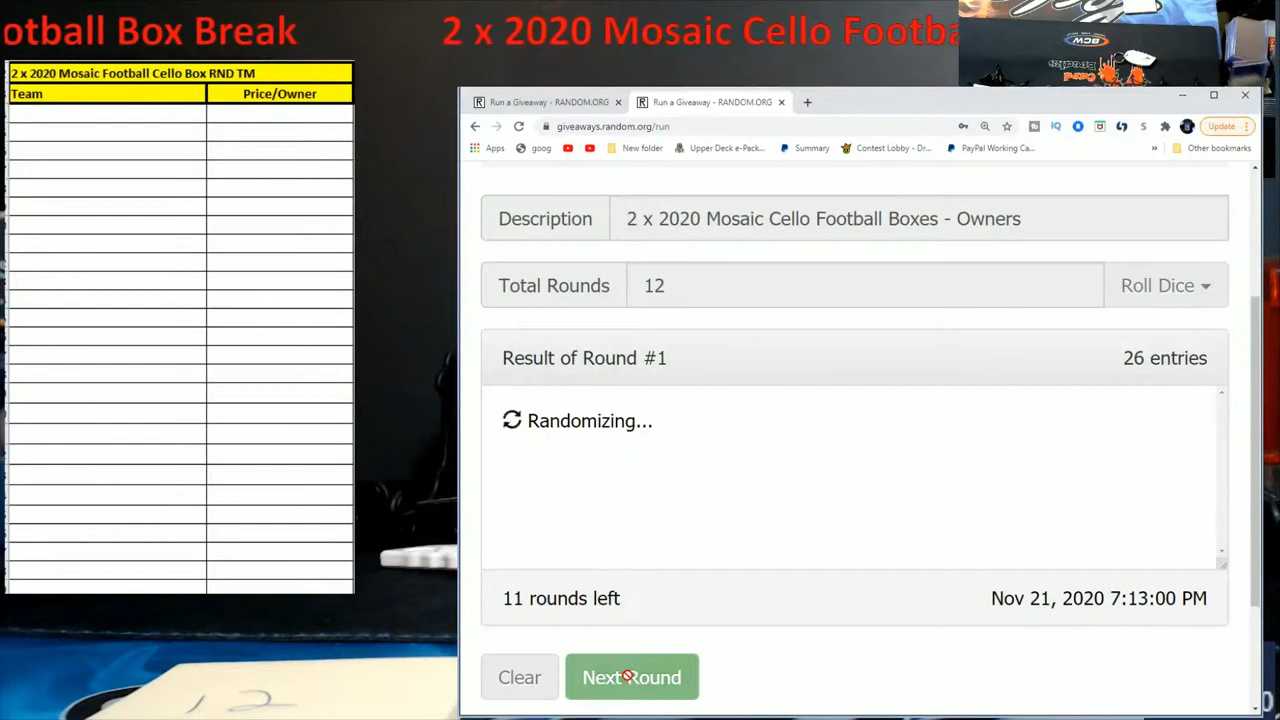 otball Box Break
2 x 2020 Mosaic Cello Footba
2 x 2020 Mosaic Football Cello Box RND TM
Team
Price/Owner
BCW
Card
Breaks
Run a Giveaway - RANDOM.ORG
Run a Giveaway - RANDOM.ORG
giveaways.random.org/run
Update
Apps
goog
New folder
Upper Deck e-Pack...
Summary
Contest Lobby - Dr...
PayPal Working Ca...
Other bookmarks
Description
2 x 2020 Mosaic Cello Football Boxes - Owners
Total Rounds
12
Roll Dice
Result of Round #1
26 entries
Randomizing...
11 rounds left
Nov 21, 2020 7:13:00 PM
Clear
Next Round
12